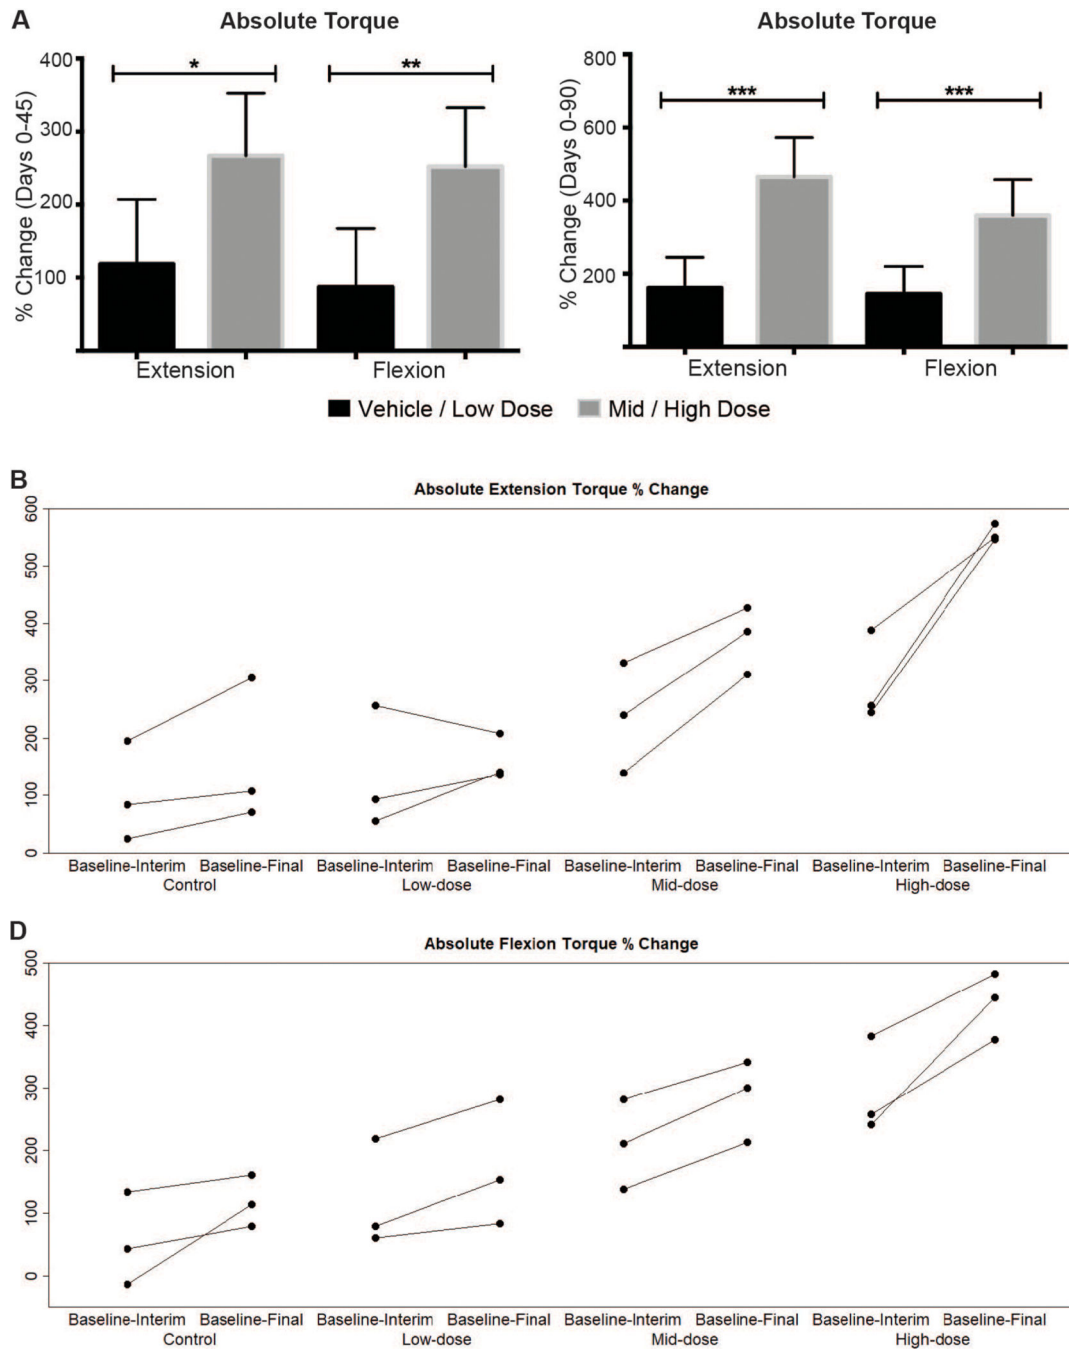 A
Absolute Torque
Absolute Torque
% Change (Days 0-45)
400
300
200
100
*
**
Extension
Flexion
% Change (Days 0-90)
800
600
400
200
***
***
Extension
Flexion
Vehicle / Low Dose
Mid / High Dose
B
Absolute Extension Torque % Change
600
500
400
300
200
100
0
Baseline-Interim Baseline-Final Baseline-Interim Baseline-Final Baseline-Interim Baseline-Final Baseline-Interim Baseline-Final
Control Low-dose Mid-dose High-dose
D
Absolute Flexion Torque % Change
500
400
300
200
100
0
Baseline-Interim Baseline-Final Baseline-Interim Baseline-Final Baseline-Interim Baseline-Final Baseline-Interim Baseline-Final
Control Low-dose Mid-dose High-dose